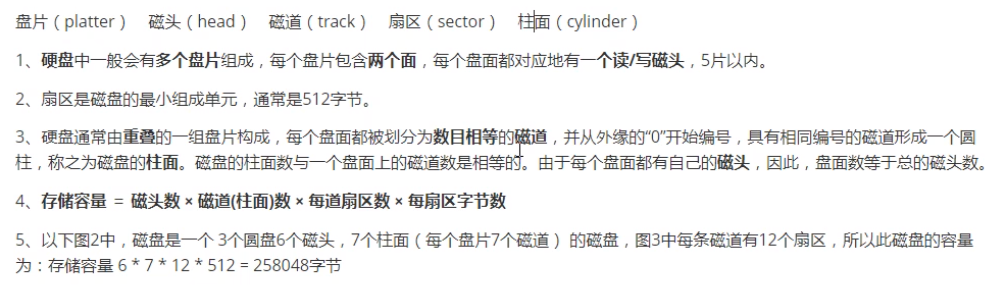 盘片（platter） 磁头（head） 磁道（track） 扇区（sector） 柱面（cylinder）
1、硬盘中一般会有多个盘片组成，每个盘片包含两个面，每个盘面都对应地有一个读/写磁头，5片以内。
2、扇区是磁盘的最小组成单元，通常是512字节。
3、硬盘通常由重叠的一组盘片构成，每个盘面都被划分为数目相等的磁道，并从外缘的“0”开始编号，具有相同编号的磁道形成一个圆
柱，称之为磁盘的柱面。磁盘的柱面数与一个盘面上的磁道数是相等的。由于每个盘面都有自己的磁头，因此，盘面数等于总的磁头数。
4、存储容量 ＝ 磁头数 × 磁道(柱面)数 × 每道扇区数 × 每扇区字节数
5、以下图2中，磁盘是一个 3个圆盘6个磁头，7个柱面（每个盘片7个磁道） 的磁盘，图3中每条磁道有12个扇区，所以此磁盘的容量
为：存储容量 6 * 7 * 12 * 512 = 258048字节